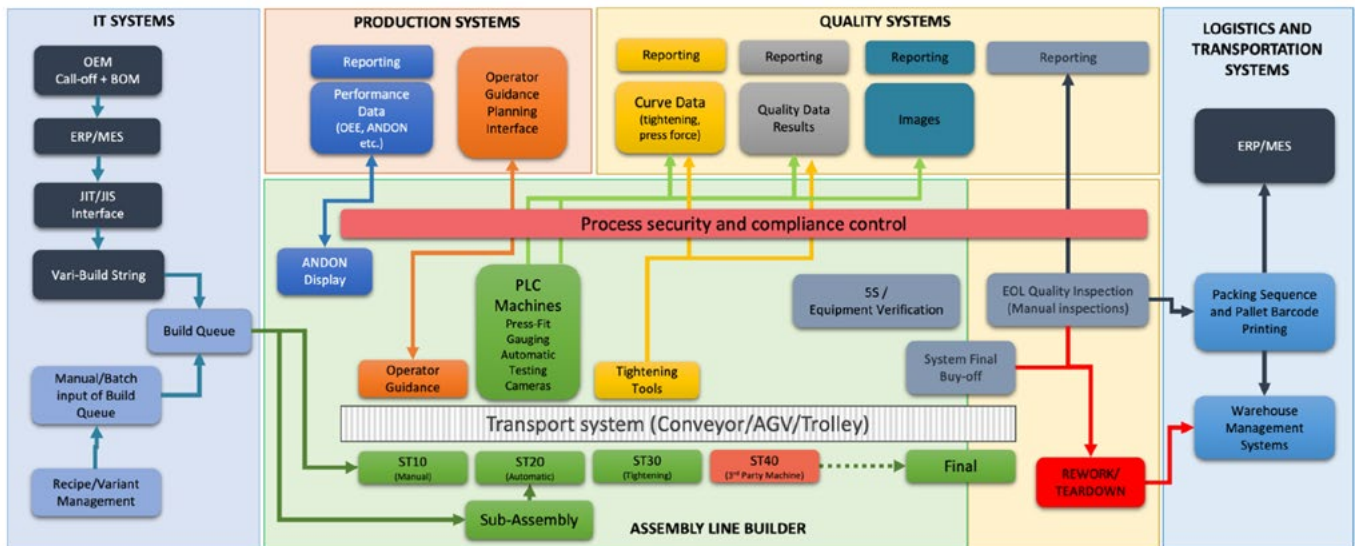 IT SYSTEMS
OEM
Call-off + BOM
ERP/MES
JIT/JIS
Interface
Vari-Build String
Build Queue
Manual/Batch
input of Build
Queue
Recipe/Variant
Management
PRODUCTION SYSTEMS
Reporting
Performance
Data
(OEE, ANDON
etc.)
Operator
Guidance
Planning
Interface
QUALITY SYSTEMS
Reporting
Curve Data
(tightening,
press force)
Reporting
Quality Data
Results
Reporting
Images
Reporting
LOGISTICS AND
TRANSPORTATION
SYSTEMS
ERP/MES
Process security and compliance control
ANDON
Display
PLC
Machines
Press-Fit
Gauging
Automatic
Testing
Cameras
5S /
Equipment Verification
EOL Quality Inspection
(Manual inspections)
Packing Sequence
and Pallet Barcode
Printing
Operator
Guidance
Tightening
Tools
System Final
Buy-off
Transport system (Conveyor/AGV/Trolley)
Warehouse
Management
Systems
ST10
(Manual)
ST20
(Automatic)
ST30
(Tightening)
ST40
(3rd Party Machine)
Final
REWORK/
TEARDOWN
Sub-Assembly
ASSEMBLY LINE BUILDER